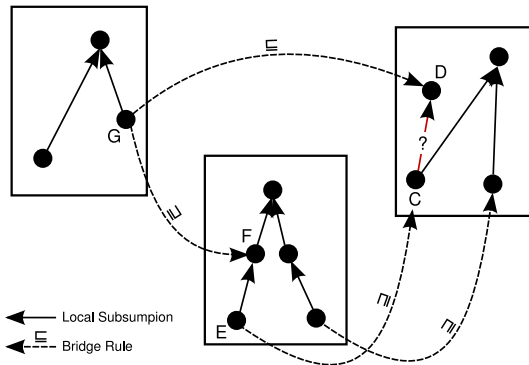 ⊑
D
G
?
C
⊑
F
⊒
⊒
E
Local Subsumpion
⊑
Bridge Rule